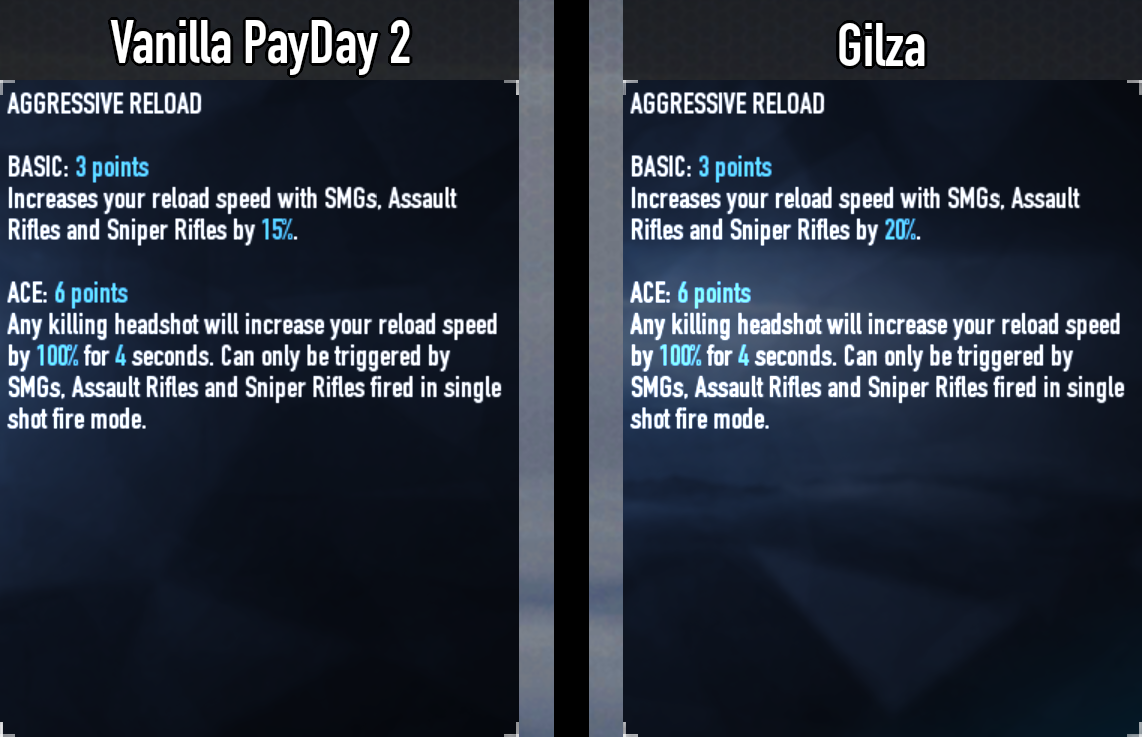 Vanilla PayDay 2
AGGRESSIVE RELOAD
BASIC: 3 points
Increases your reload speed with SMGs, Assault
Rifles and Sniper Rifles by 15%.
ACE: 6 points
Any killing headshot will increase your reload speed
by 100% for 4 seconds. Can only be triggered by
SMGs, Assault Rifles and Sniper Rifles fired in single
shot fire mode.
Gilza
AGGRESSIVE RELOAD
BASIC: 3 points
Increases your reload speed with SMGs, Assault
Rifles and Sniper Rifles by 20%.
ACE: 6 points
Any killing headshot will increase your reload speed
by 100% for 4 seconds. Can only be triggered by
SMGs, Assault Rifles and Sniper Rifles fired in single
shot fire mode.